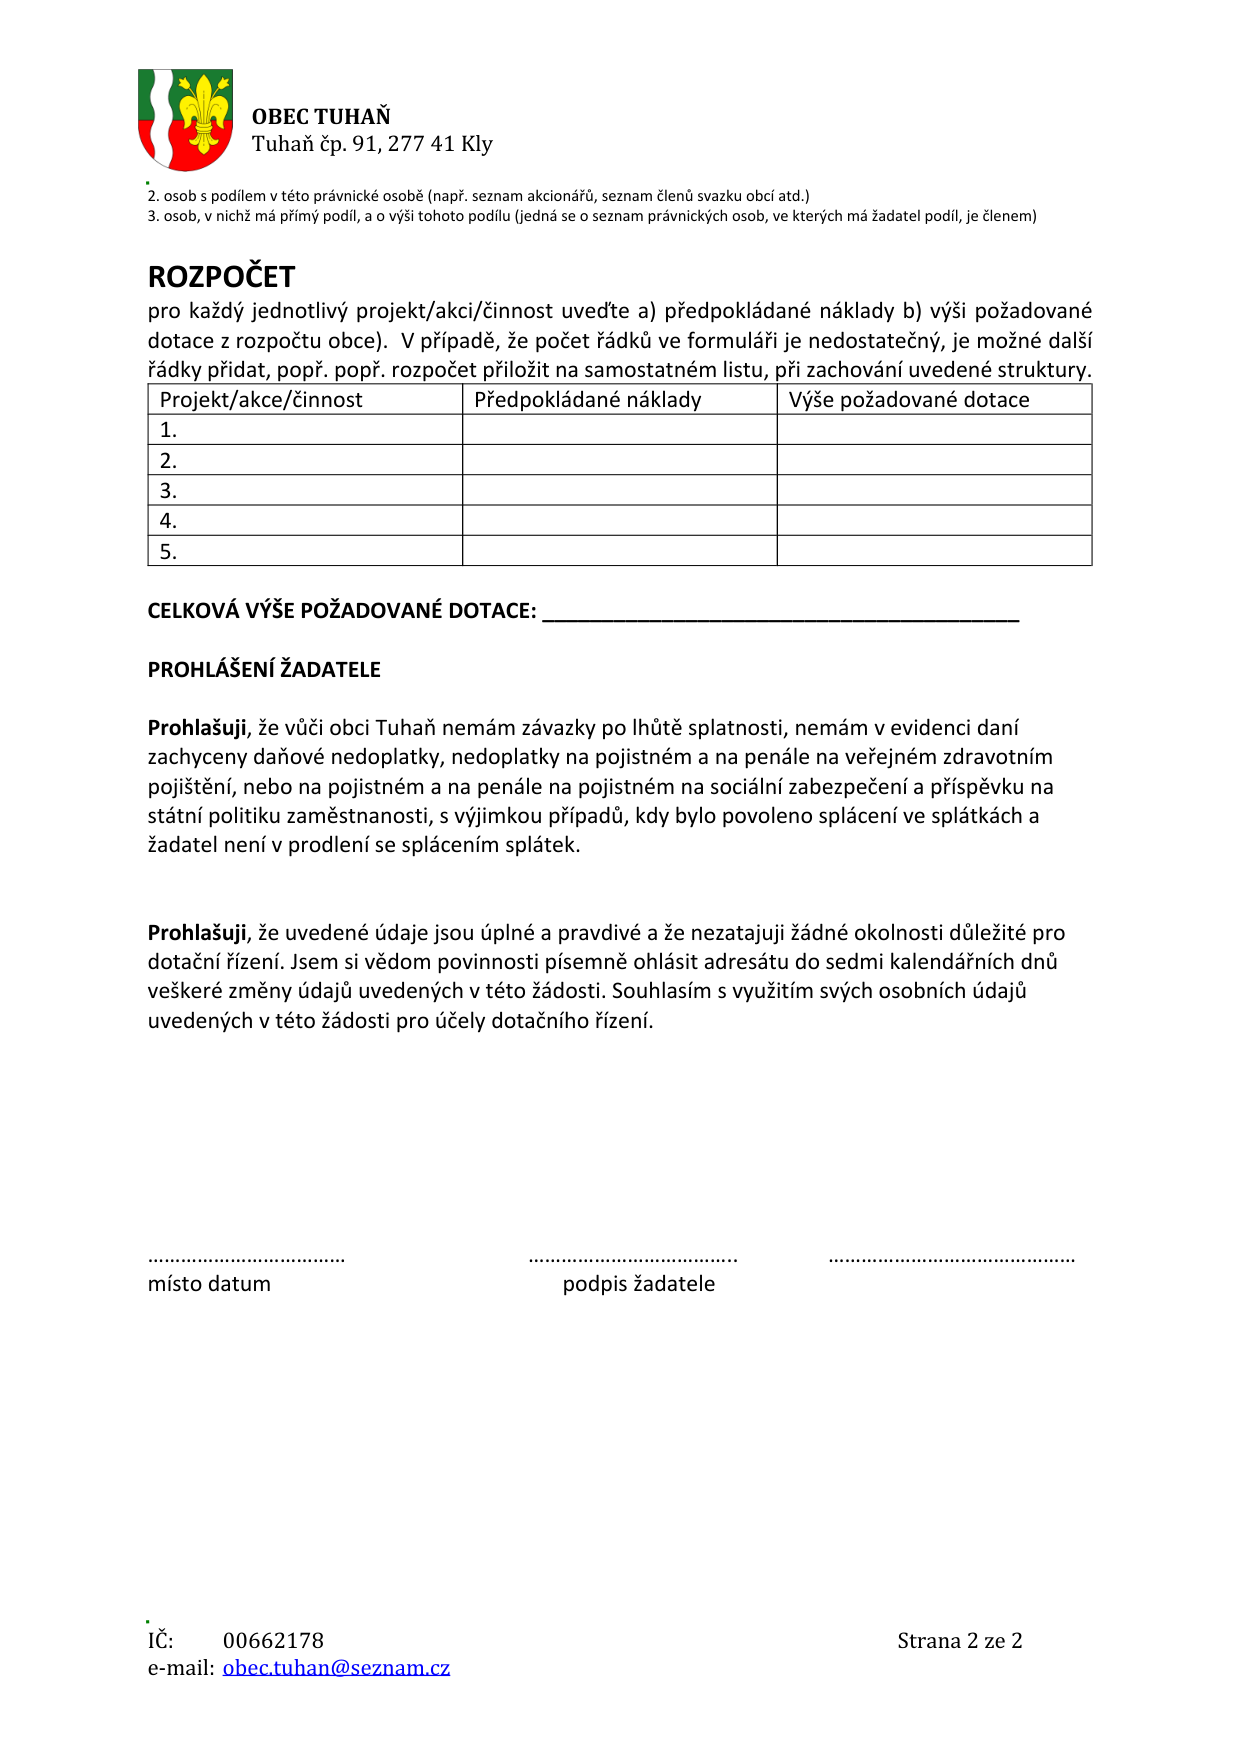 OBEC TUHAŇ
Tuhaň čp. 91, 277 41 Kly
2. osob s podílem v této právnické osobě (např. seznam akcionářů, seznam členů svazku obcí atd.)
3. osob, v nichž má přímý podíl, a o výši tohoto podílu (jedná se o seznam právnických osob, ve kterých má žadatel podíl, je členem)
ROZPOČET
pro každý jednotlivý projekt/akci/činnost uveďte a) předpokládané náklady b) výši požadované
dotace z rozpočtu obce). V případě, že počet řádků ve formuláři je nedostatečný, je možné další
řádky přidat, popř. popř. rozpočet přiložit na samostatném listu, při zachování uvedené struktury.
Projekt/akce/činnost Předpokládané náklady Výše požadované dotace
1.
2.
3.
4.
5.
CELKOVÁ VÝŠE POŽADOVANÉ DOTACE: ________________________________________
PROHLÁŠENÍ ŽADATELE
Prohlašuji, že vůči obci Tuhaň nemám závazky po lhůtě splatnosti, nemám v evidenci daní
zachyceny daňové nedoplatky, nedoplatky na pojistném a na penále na veřejném zdravotním
pojištění, nebo na pojistném a na penále na pojistném na sociální zabezpečení a příspěvku na
státní politiku zaměstnanosti, s výjimkou případů, kdy bylo povoleno splácení ve splátkách a
žadatel není v prodlení se splácením splátek.
Prohlašuji, že uvedené údaje jsou úplné a pravdivé a že nezatajuji žádné okolnosti důležité pro
dotační řízení. Jsem si vědom povinnosti písemně ohlásit adresátu do sedmi kalendářních dnů
veškeré změny údajů uvedených v této žádosti. Souhlasím s využitím svých osobních údajů
uvedených v této žádosti pro účely dotačního řízení.
……………………………… ……………………………….. ………………………………………
místo datum podpis žadatele
IČ: 00662178 Strana 2 ze 2
e-mail: obec.tuhan@seznam.cz